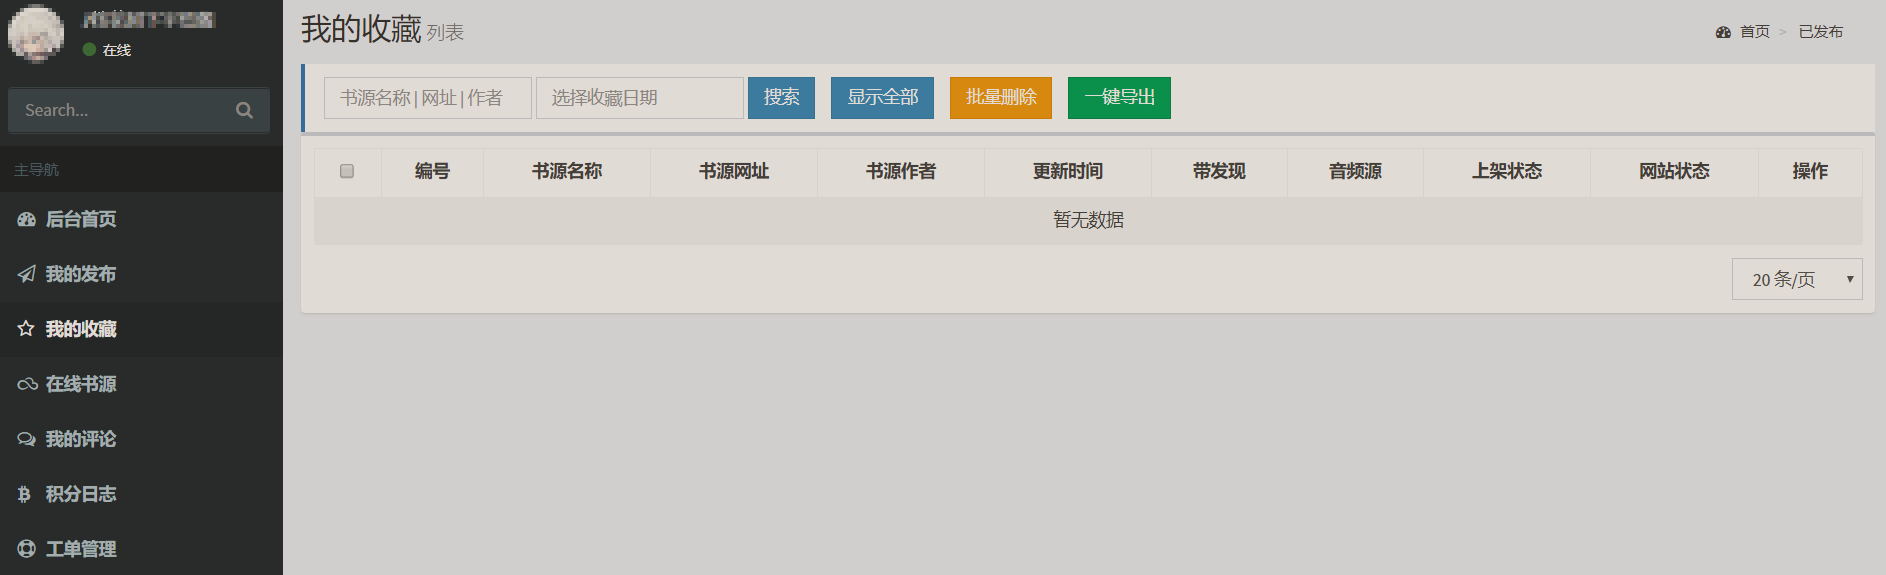 在线
Search...
主导航
后台首页
我的发布
我的收藏
在线书源
我的评论
积分日志
工单管理
我的收藏 列表
首页 > 已发布
书源名称 | 网址 | 作者 选择收藏日期 搜索 显示全部 批量删除 一键导出
编号 书源名称 书源网址 书源作者 更新时间 带发现 音频源 上架状态 网站状态 操作
暂无数据
20 条/页